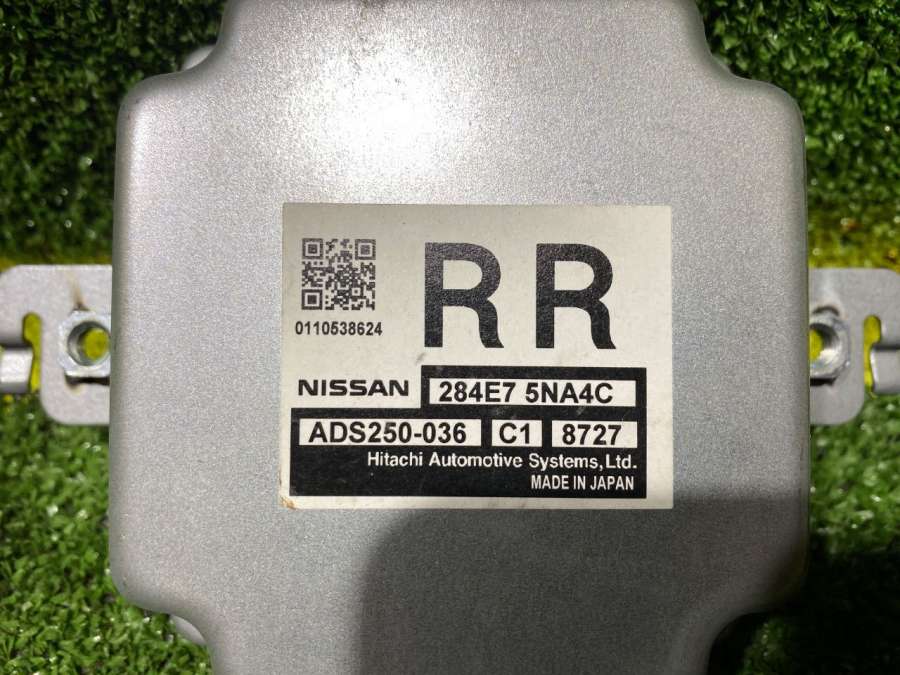 RR
0110538624
NISSAN 284E7 5NA4C
ADS250-036 C1 8727
Hitachi Automotive Systems,Ltd.
MADE IN JAPAN